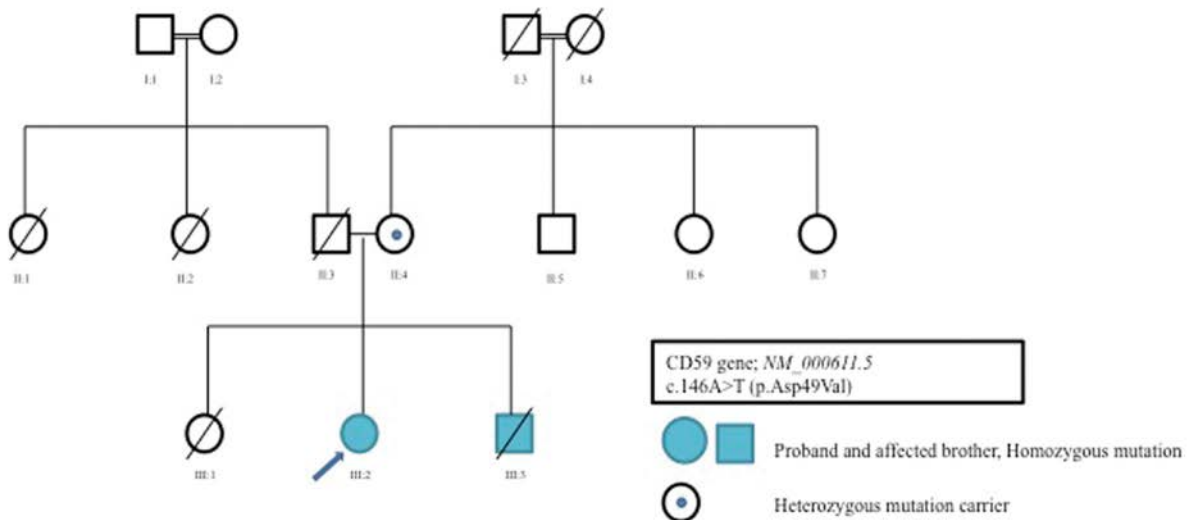 I:1 I:2 I:3 I:4
II:1 II:2 II:3 II:4 II:5 II:6 II:7
CD59 gene; NM_000611.5
c.146A>T (p.Asp49Val)
Proband and affected brother, Homozygous mutation
III:1 III:2 III:3
Heterozygous mutation carrier